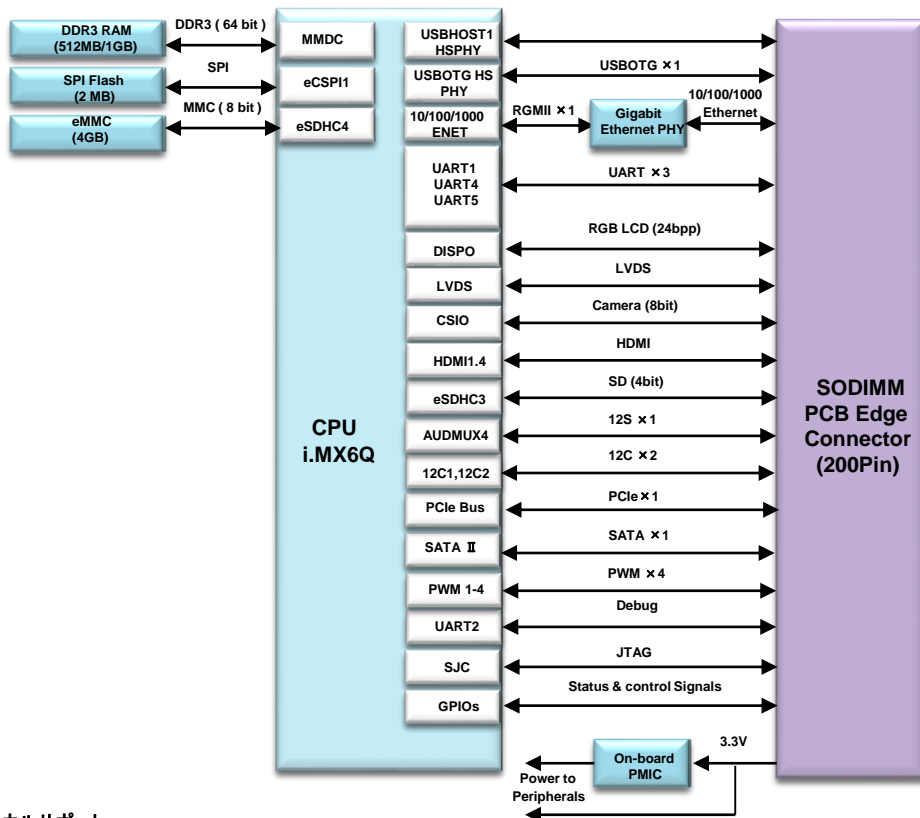 DDR3 RAM
(512MB/1GB)
DDR3 ( 64 bit )
MMDC
SPI Flash
(2 MB)
SPI
eCSPI1
eMMC
(4GB)
MMC ( 8 bit )
eSDHC4
CPU
i.MX6Q
USBHOST1
HSPHY
USBOTG HS
PHY
USBOTG ×1
10/100/1000
ENET
RGMII ×1
Gigabit
Ethernet PHY
10/100/1000
Ethernet
UART1
UART4
UART5
UART ×3
DISPO
RGB LCD (24bpp)
LVDS
LVDS
CSIO
Camera (8bit)
HDMI1.4
HDMI
eSDHC3
SD (4bit)
AUDMUX4
12S ×1
12C1,12C2
12C ×2
PCIe Bus
PCIe×1
SATA Ⅱ
SATA ×1
PWM 1-4
PWM ×4
UART2
Debug
SJC
JTAG
GPIOs
Status & control Signals
SODIMM
PCB Edge
Connector
(200Pin)
On-board
PMIC
3.3V
Power to
Peripherals